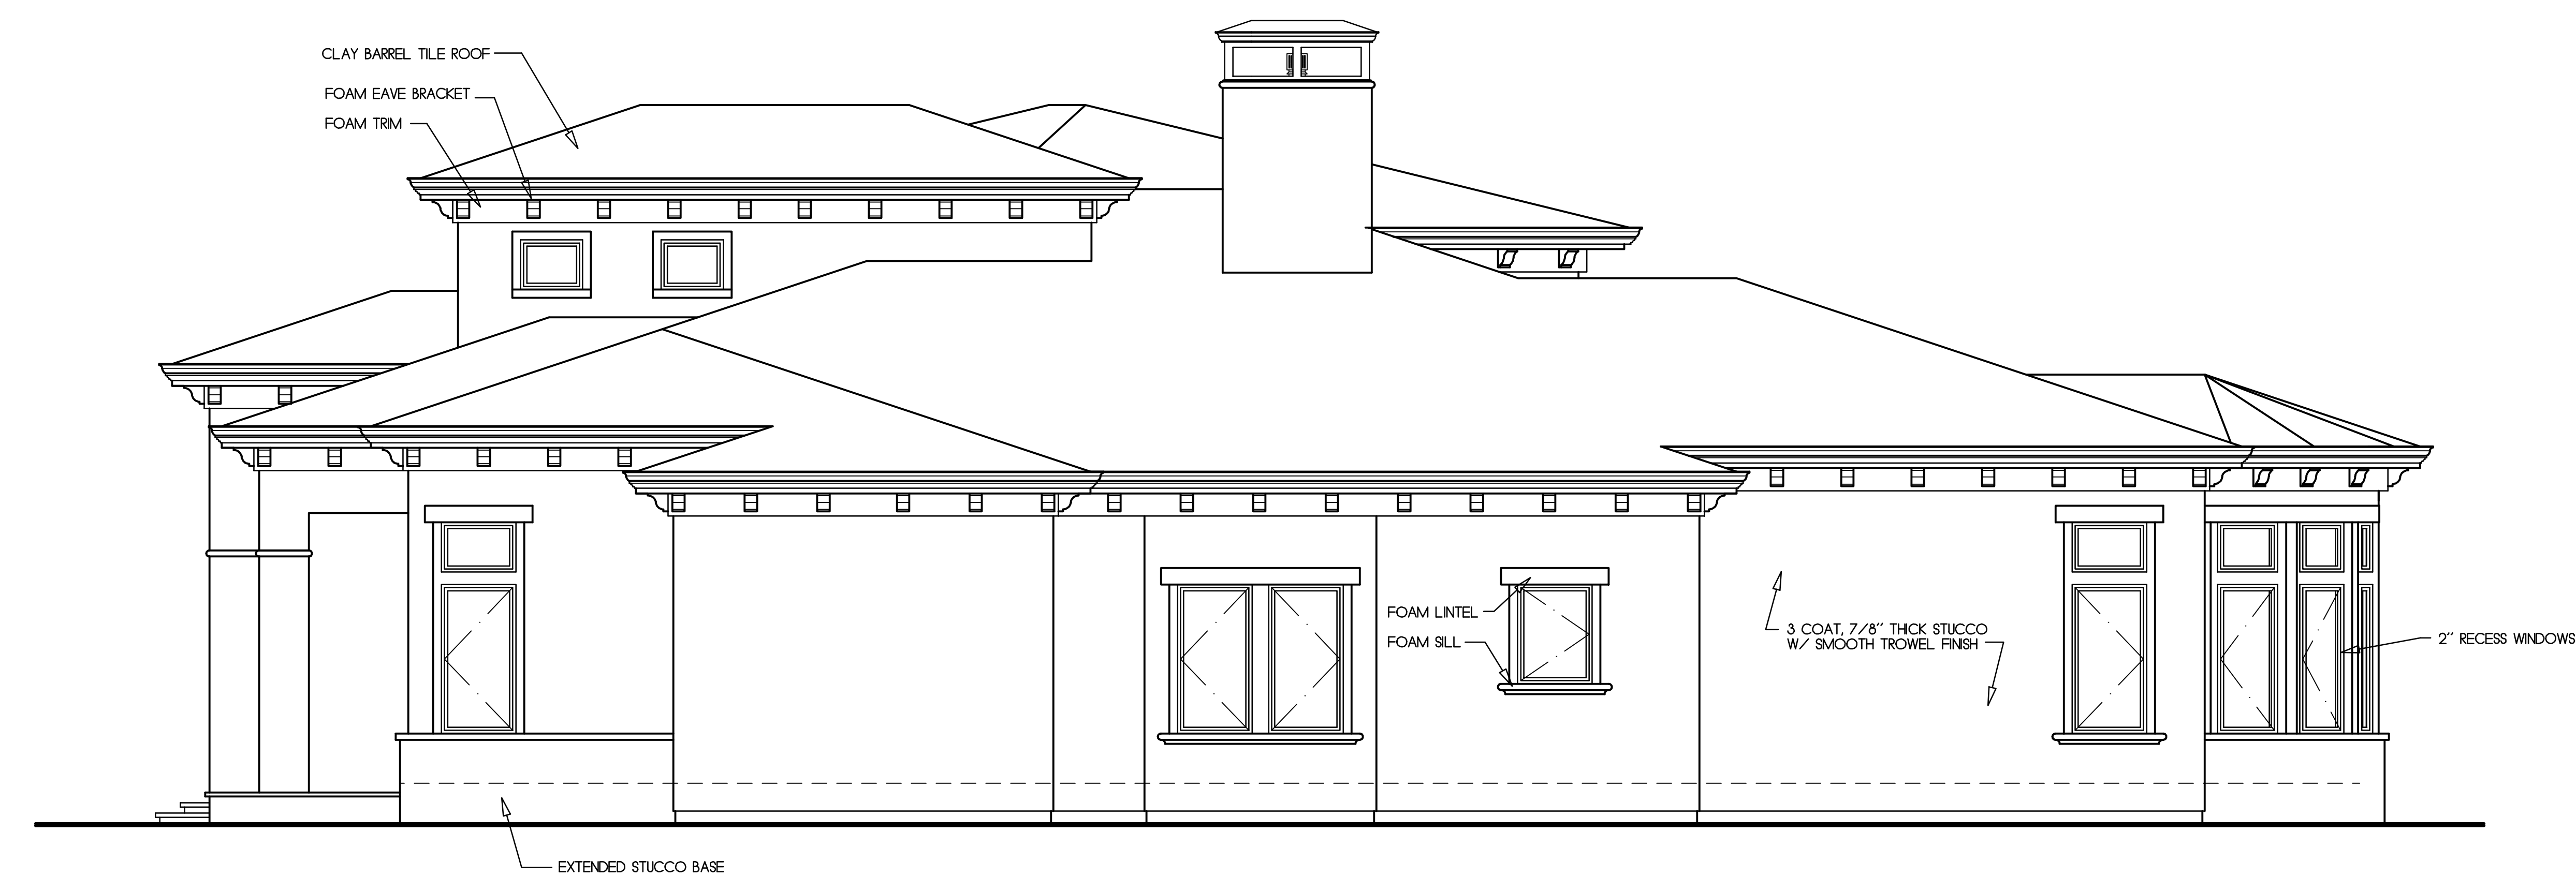 CLAY BARREL TILE ROOF
FOAM EAVE BRACKET
FOAM TRIM
FOAM LINTEL
FOAM SILL
3 COAT, 7/8" THICK STUCCO
W/ SMOOTH TROWEL FINISH
2" RECESS WINDOWS
EXTENDED STUCCO BASE